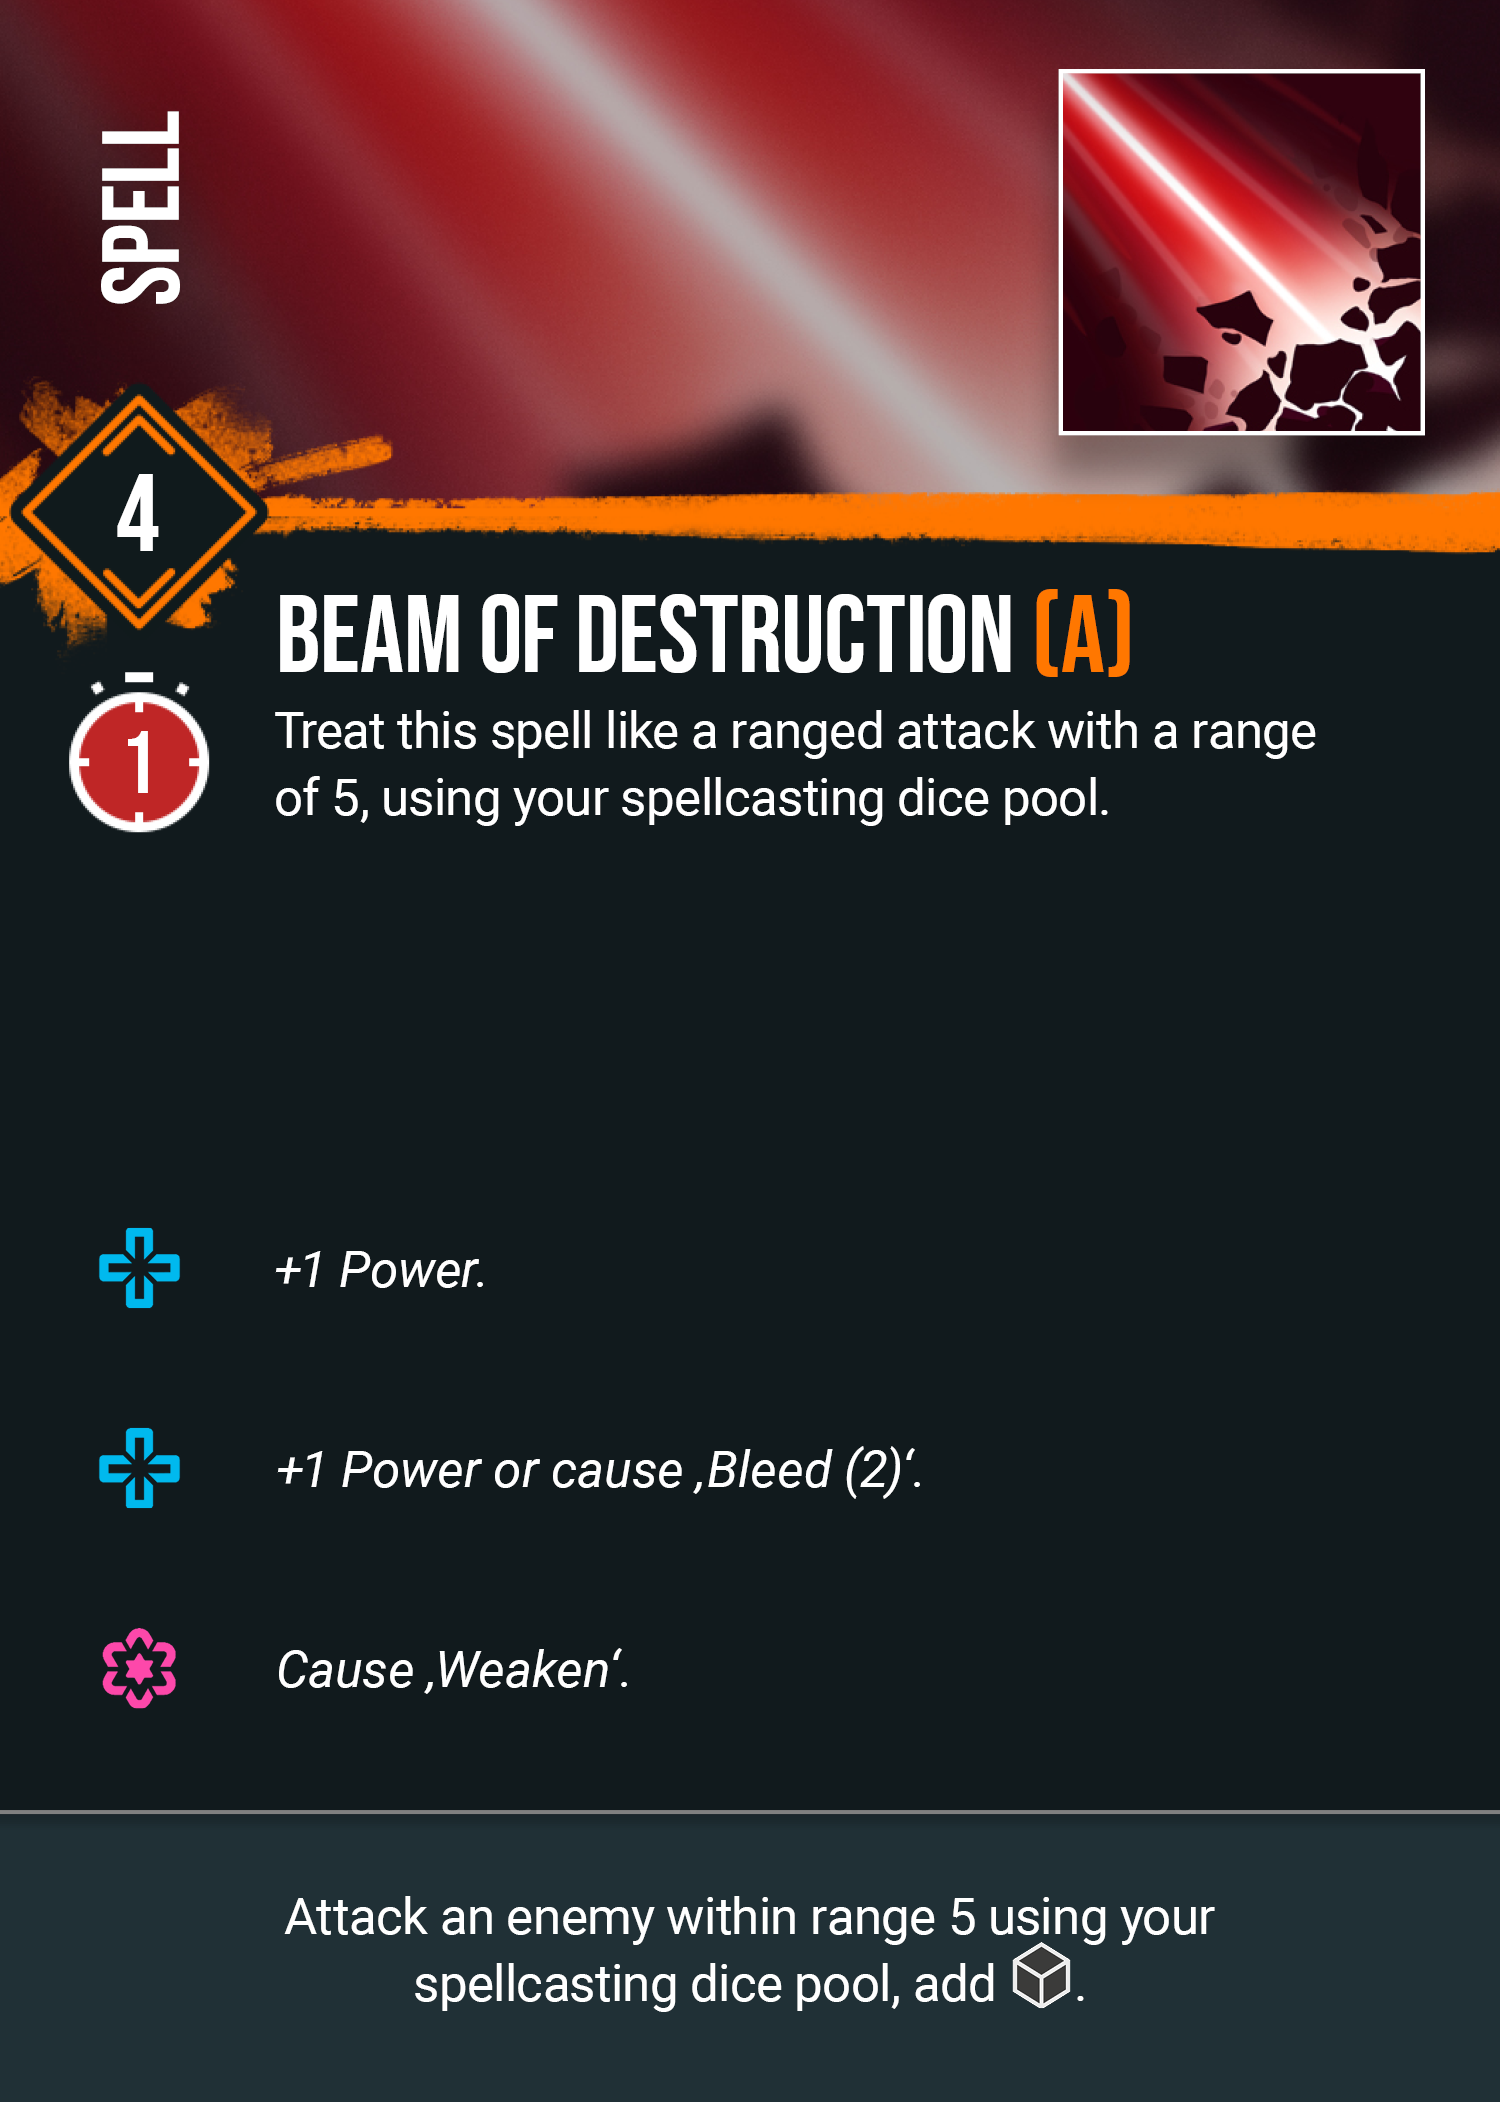 SPELL
4
BEAM OF DESTRUCTION (A)
1
Treat this spell like a ranged attack with a range
of 5, using your spellcasting dice pool.
+1 Power.
+1 Power or cause ‚Bleed (2)‘.
Cause ‚Weaken‘.
Attack an enemy within range 5 using your
spellcasting dice pool, add .